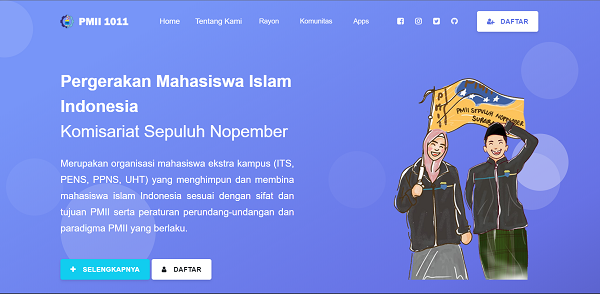 PMII 1011
Home Tentang Kami Rayon Komunitas Apps
DAFTAR
Pergerakan Mahasiswa Islam
Indonesia
Komisariat Sepuluh Nopember
Merupakan organisasi mahasiswa ekstra kampus (ITS,
PENS, PPNS, UHT) yang menghimpun dan membina
mahasiswa islam Indonesia sesuai dengan sifat dan
tujuan PMII serta peraturan perundang-undangan dan
paradigma PMII yang berlaku.
SELENGKAPNYA DAFTAR
PMII
PMII SEPULUH NOPEMBER